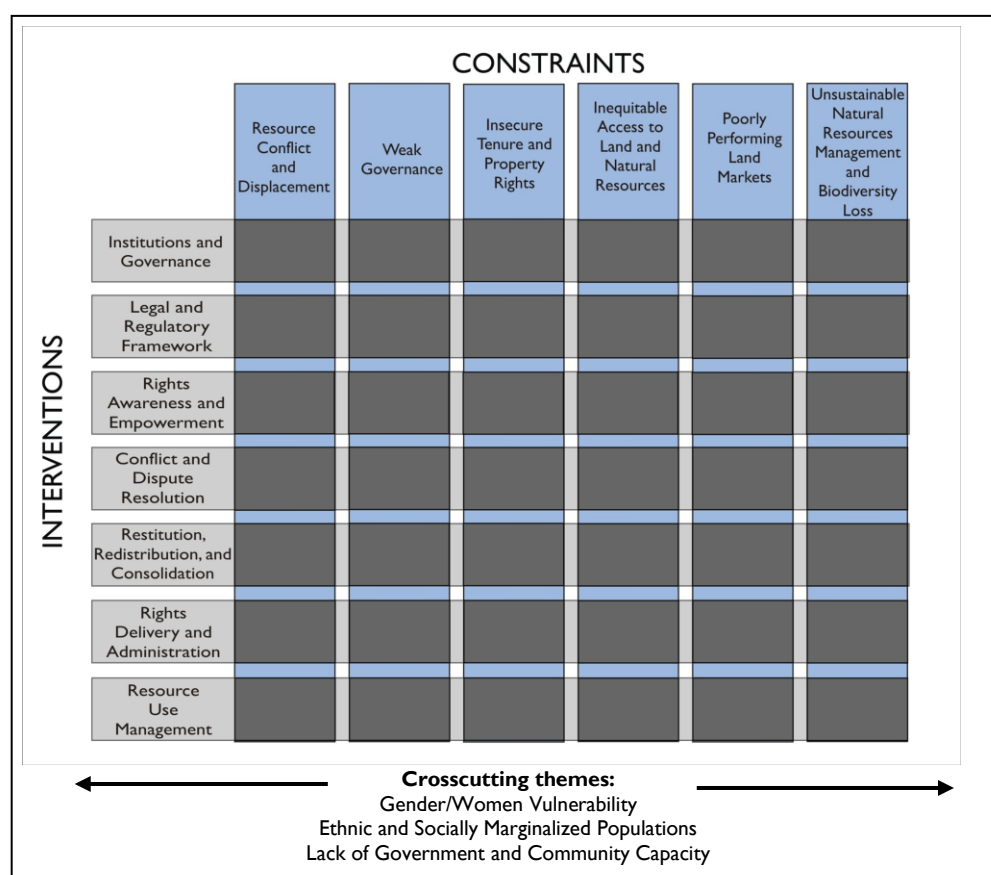 CONSTRAINTS
Resource
Conflict
and
Displacement
Weak
Governance
Insecure
Tenure and
Property
Rights
Inequitable
Access to
Land and
Natural
Resources
Poorly
Performing
Land
Markets
Unsustainable
Natural
Resources
Management
and
Biodiversity
Loss
INTERVENTIONS
Institutions and
Governance
Legal and
Regulatory
Framework
Rights
Awareness and
Empowerment
Conflict and
Dispute
Resolution
Restitution,
Redistribution, and
Consolidation
Rights
Delivery and
Administration
Resource
Use
Management
Crosscutting themes:
Gender/Women Vulnerability
Ethnic and Socially Marginalized Populations
Lack of Government and Community Capacity